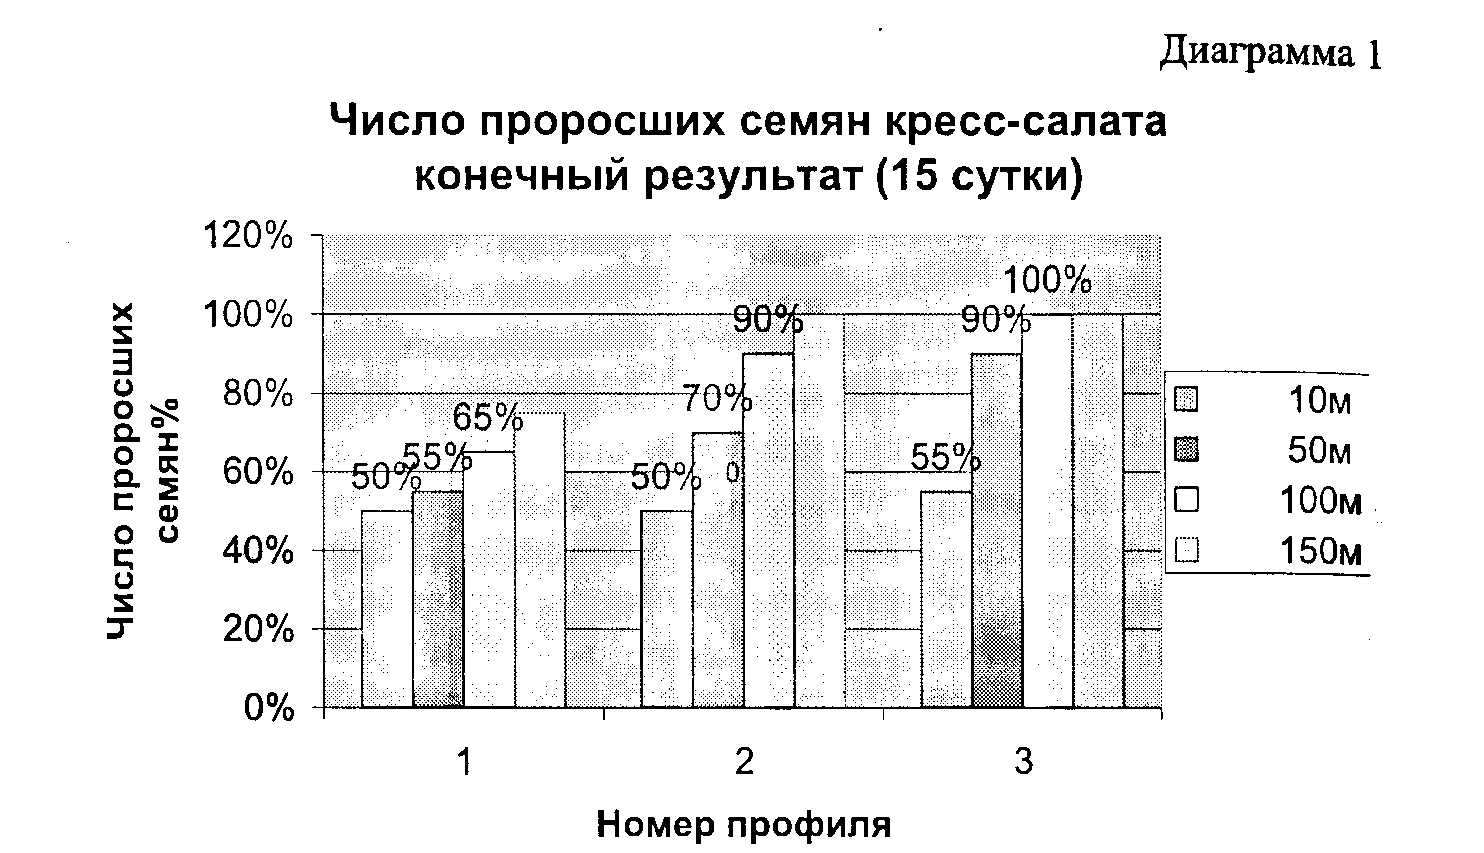 Диаграмма 1
Число проросших семян кресс-салата
конечный результат (15 сутки)
Число проросших
семян%
120%
100%
80%
60%
40%
20%
0%
50%
55%
65%
50%
70%
0
90%
55%
90%
100%
1
2
3
Номер профиля
10м
50м
100м
150м